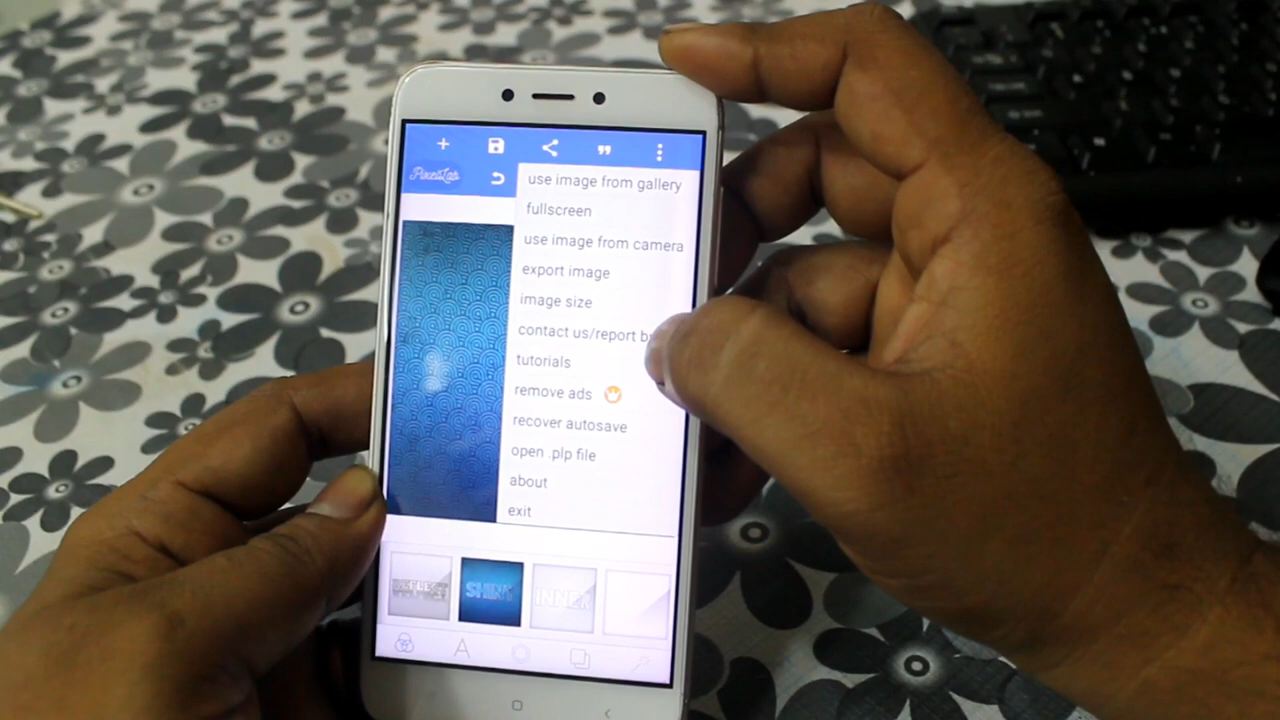 PixelLab
use image from gallery
fullscreen
use image from camera
export image
image size
contact us/report
tutorials
remove ads
recover autosave
open .plp file
about
exit
SHINY
INNER
A